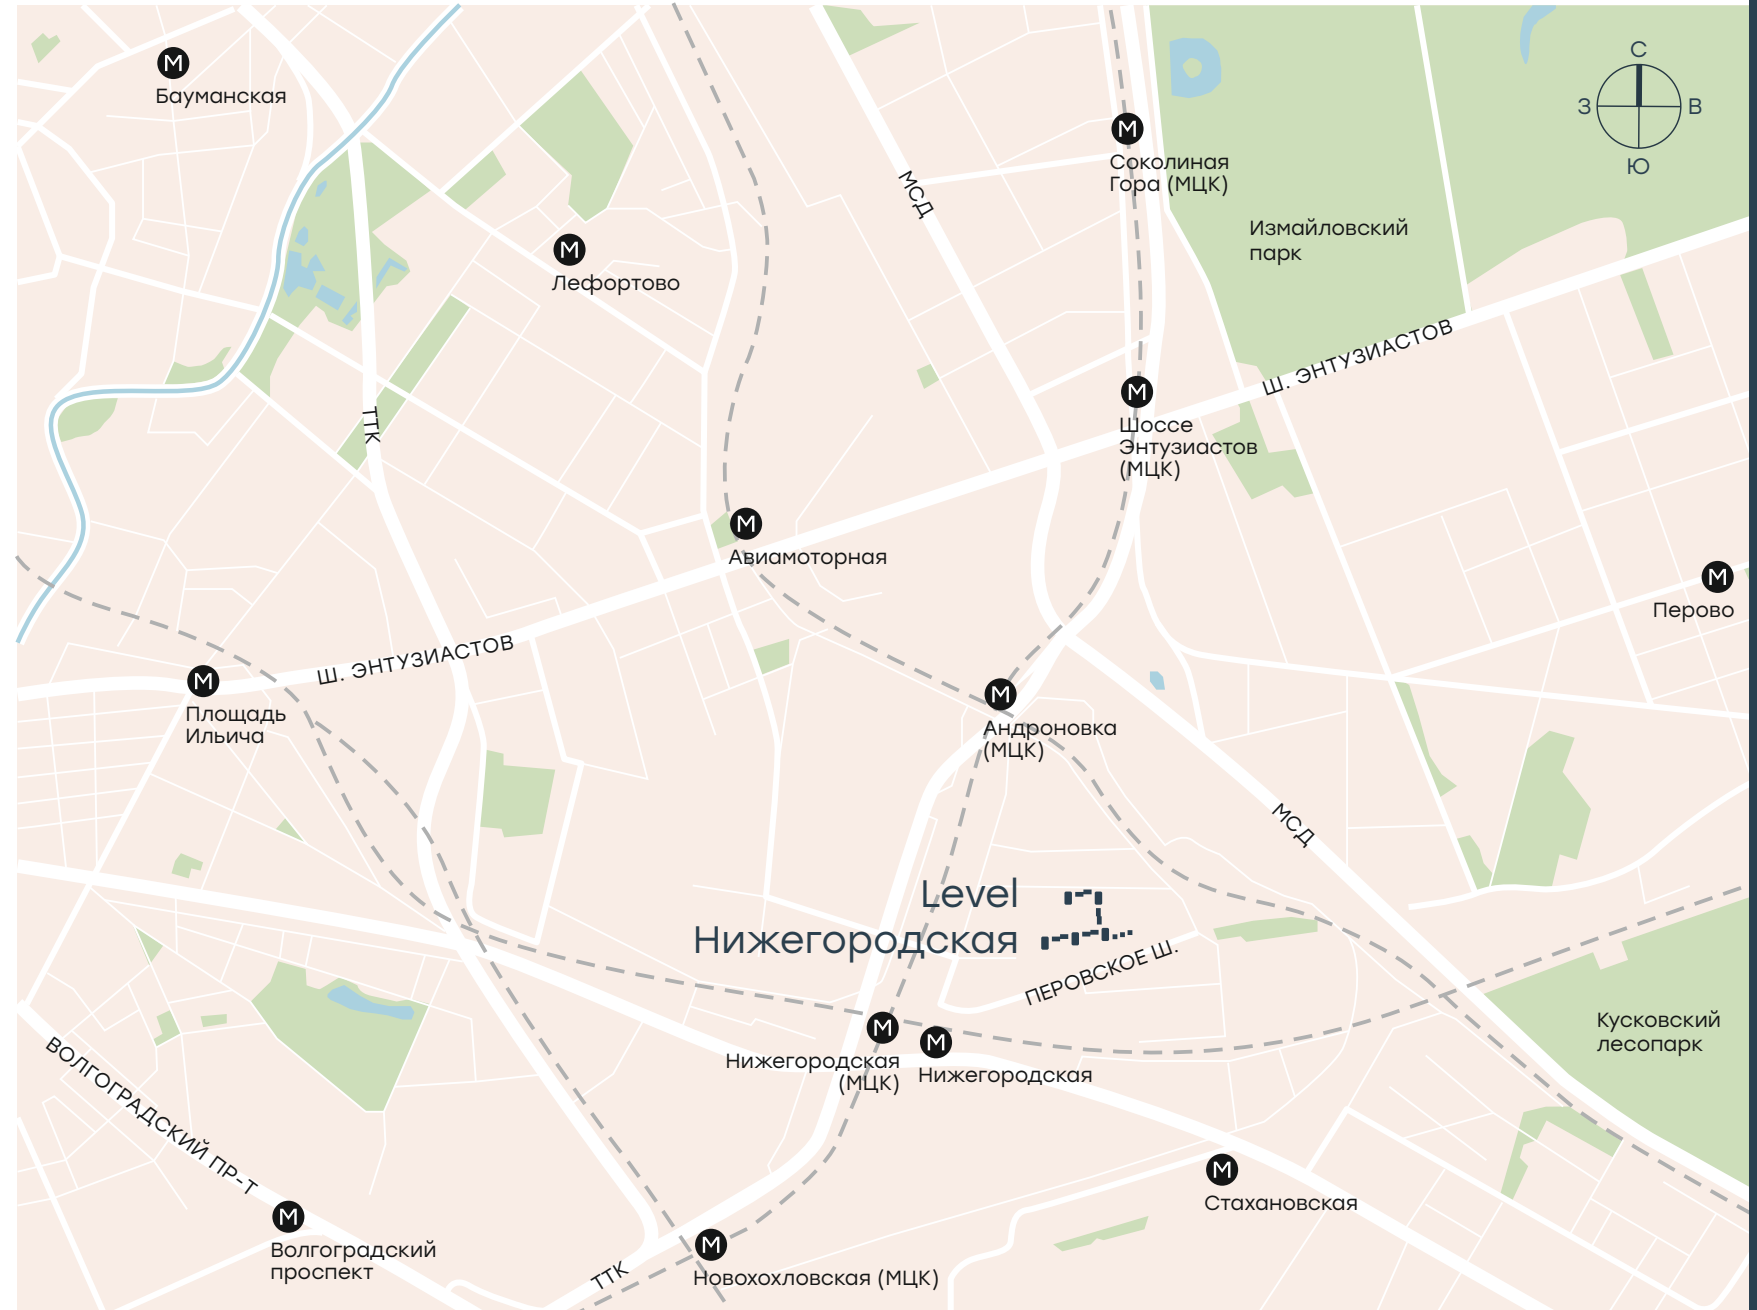 М
Бауманская
С
З
В
Ю
М
Соколиная
Гора (МЦК)
МСД
Измайловский
парк
М
Лефортово
Ш. ЭНТУЗИАСТОВ
ТТК
М
Шоссе
Энтузиастов
(МЦК)
М
Авиамоторная
М
Перово
Ш. ЭНТУЗИАСТОВ
М
Площадь
Ильича
М
Андроновка
(МЦК)
МСД
Level
Нижегородская
ПЕРОВСКОЕ Ш.
М
Нижегородская
(МЦК)
М
Нижегородская
Кусковский
лесопарк
ВОЛГОГРАДСКИЙ ПР-Т
М
Волгоградский
проспект
М
Стахановская
ТТК
М
Новохохловская (МЦК)